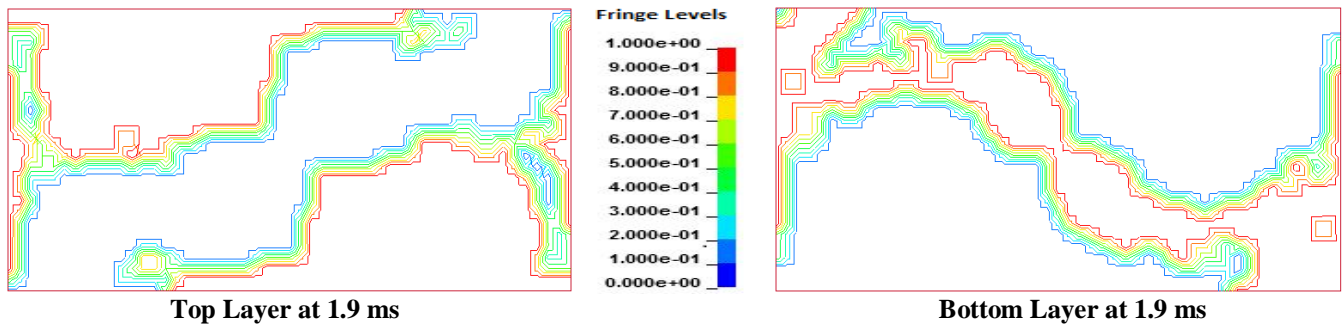 Fringe Levels
1.000e+00
9.000e-01
8.000e-01
7.000e-01
6.000e-01
5.000e-01
4.000e-01
3.000e-01
2.000e-01
1.000e-01
0.000e+00
Top Layer at 1.9 ms
Bottom Layer at 1.9 ms